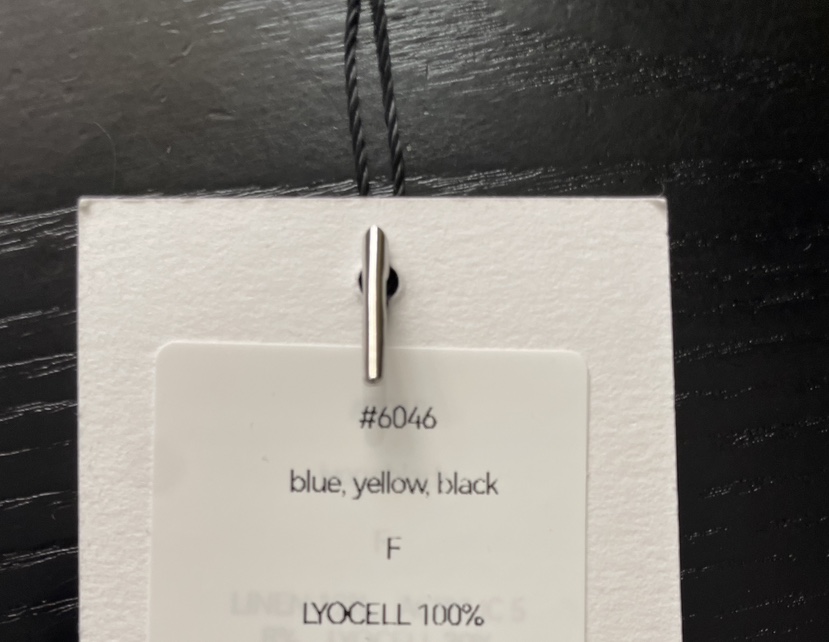 #6046
blue, yellow, black
F
LYOCELL 100%